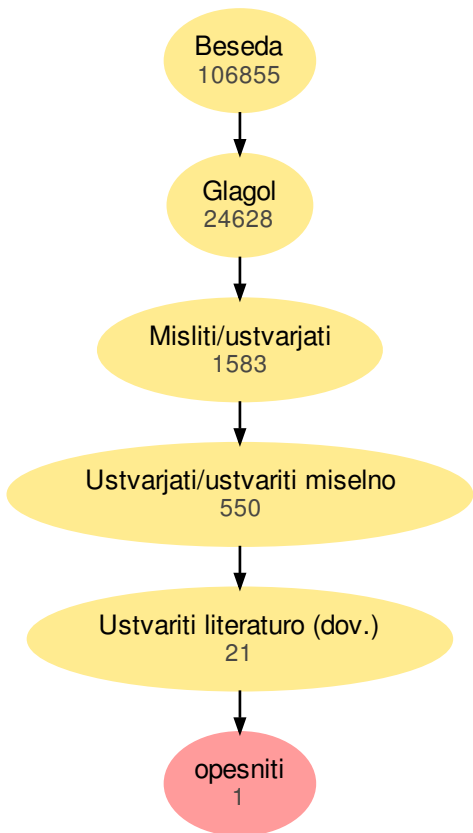 Beseda
106855
Glagol
24628
Misliti/ustvarjati
1583
Ustvarjati/ustvariti miselno
550
Ustvariti literaturo (dov.)
21
opesniti
1